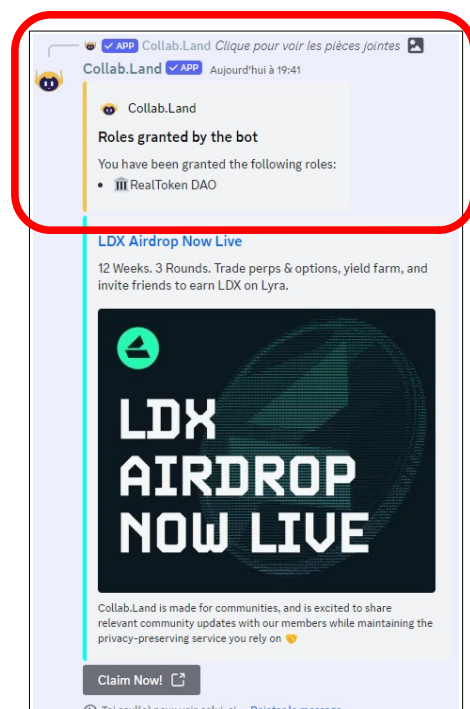 ✓ APP Collab.Land Clique pour voir les pièces jointes
Collab.Land ✓ APP Aujourd'hui à 19:41
Collab.Land
Roles granted by the bot
You have been granted the following roles:
• 🏛RealToken DAO
LDX Airdrop Now Live
12 Weeks. 3 Rounds. Trade perps & options, yield farm, and
invite friends to earn LDX on Lyra.
LDX
AIRDROP
NOW LIVE
Collab.Land is made for communities, and is excited to share
relevant community updates with our members while maintaining the
privacy-preserving service you rely on 🤝
Claim Now!